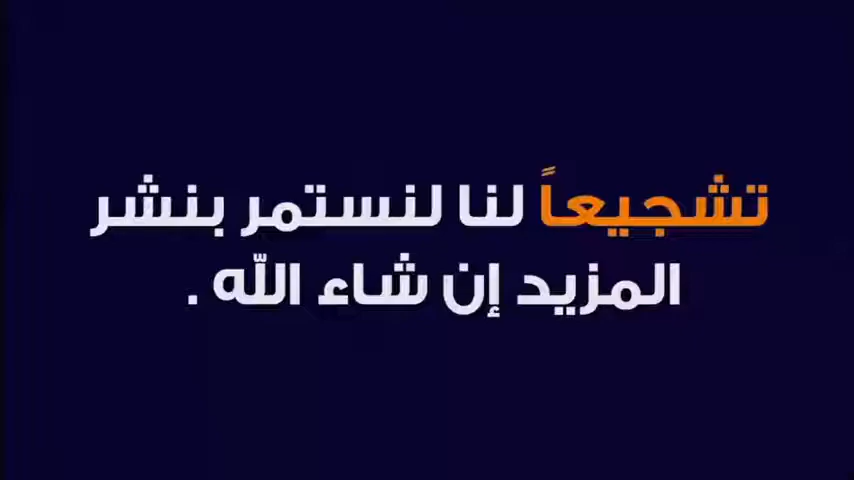 تشجيعاً لنا لنستمر بنشر
المزيد إن شاء الله .